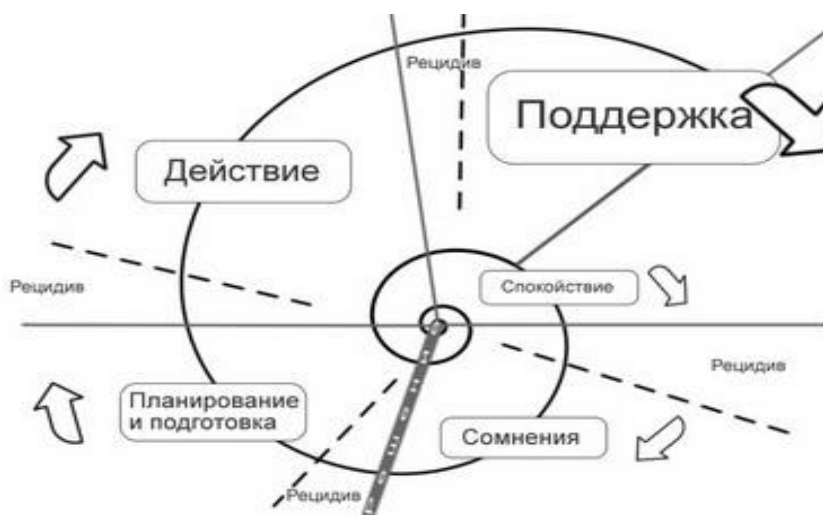 Рецидив
Поддержка
Действие
Спокойствие
Рецидив
Рецидив
Планирование
и подготовка
Сомнения
Рецидив